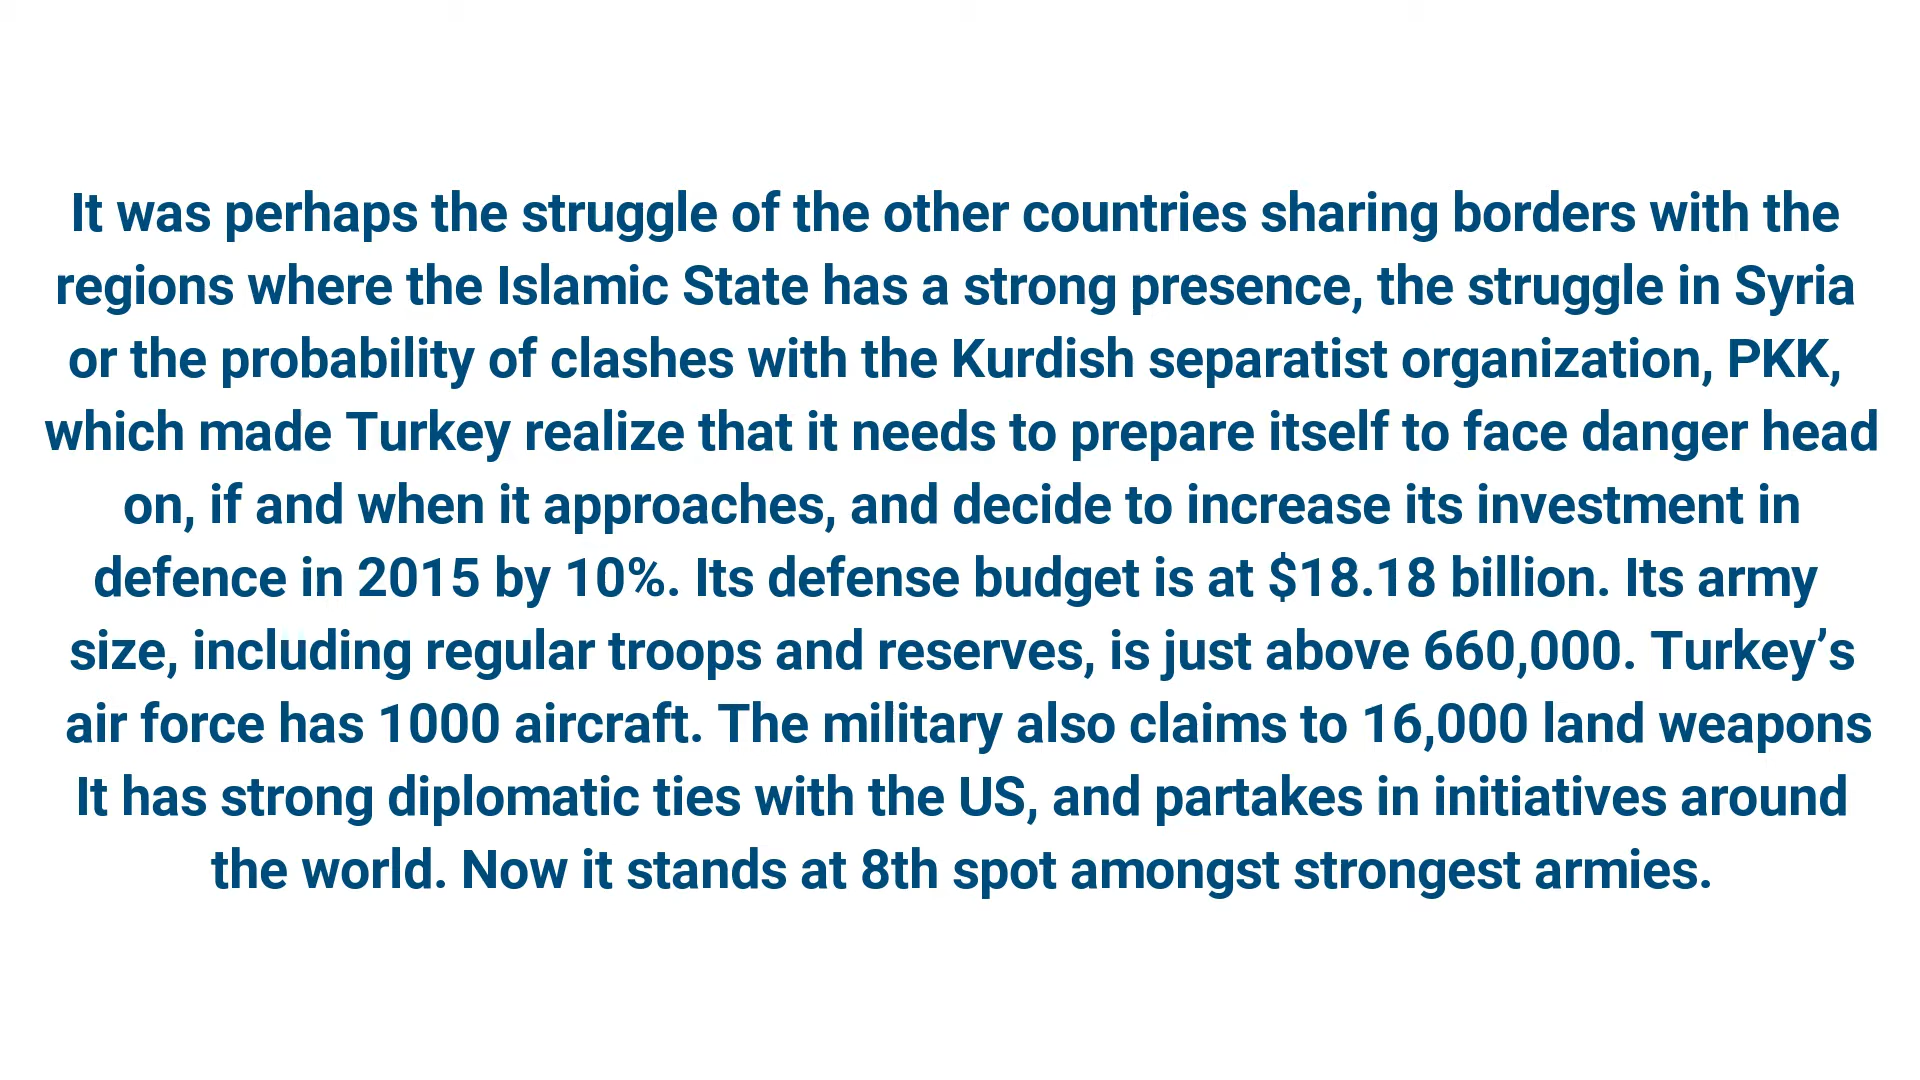 It was perhaps the struggle of the other countries sharing borders with the
regions where the Islamic State has a strong presence, the struggle in Syria
or the probability of clashes with the Kurdish separatist organization, PKK,
which made Turkey realize that it needs to prepare itself to face danger head
on, if and when it approaches, and decide to increase its investment in
defence in 2015 by 10%. Its defense budget is at $18.18 billion. Its army
size, including regular troops and reserves, is just above 660,000. Turkey’s
air force has 1000 aircraft. The military also claims to 16,000 land weapons
It has strong diplomatic ties with the US, and partakes in initiatives around
the world. Now it stands at 8th spot amongst strongest armies.